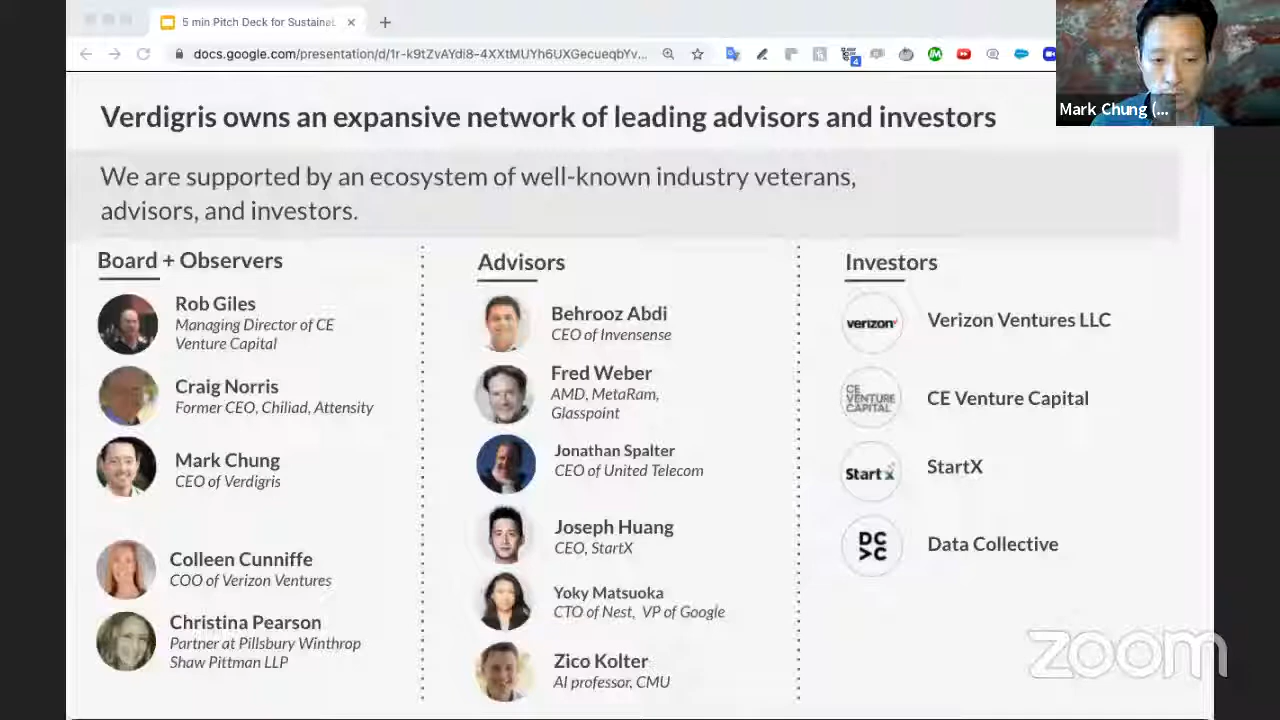 5 min Pitch Deck for Sustainat
docs.google.com/presentation/d/1r-k9tZvAYdi8-4XXtMUYh6UXGecueqbYv...
4
Mark Chung (...
Verdigris owns an expansive network of leading advisors and investors
We are supported by an ecosystem of well-known industry veterans,
advisors, and investors.
Board + Observers
Rob Giles
Managing Director of CE
Venture Capital
Craig Norris
Former CEO, Chiliad, Attensity
Mark Chung
CEO of Verdigris
Colleen Cunniffe
COO of Verizon Ventures
Christina Pearson
Partner at Pillsbury Winthrop
Shaw Pittman LLP
Advisors
Behrooz Abdi
CEO of Invensense
Fred Weber
AMD, MetaRam,
Glasspoint
Jonathan Spalter
CEO of United Telecom
Joseph Huang
CEO, StartX
Yoky Matsuoka
CTO of Nest, VP of Google
Zico Kolter
AI professor, CMU
Investors
verizon
Verizon Ventures LLC
CE
VENTURE
CAPITAL
CE Venture Capital
StartX
StartX
DC
>C
Data Collective
zoom